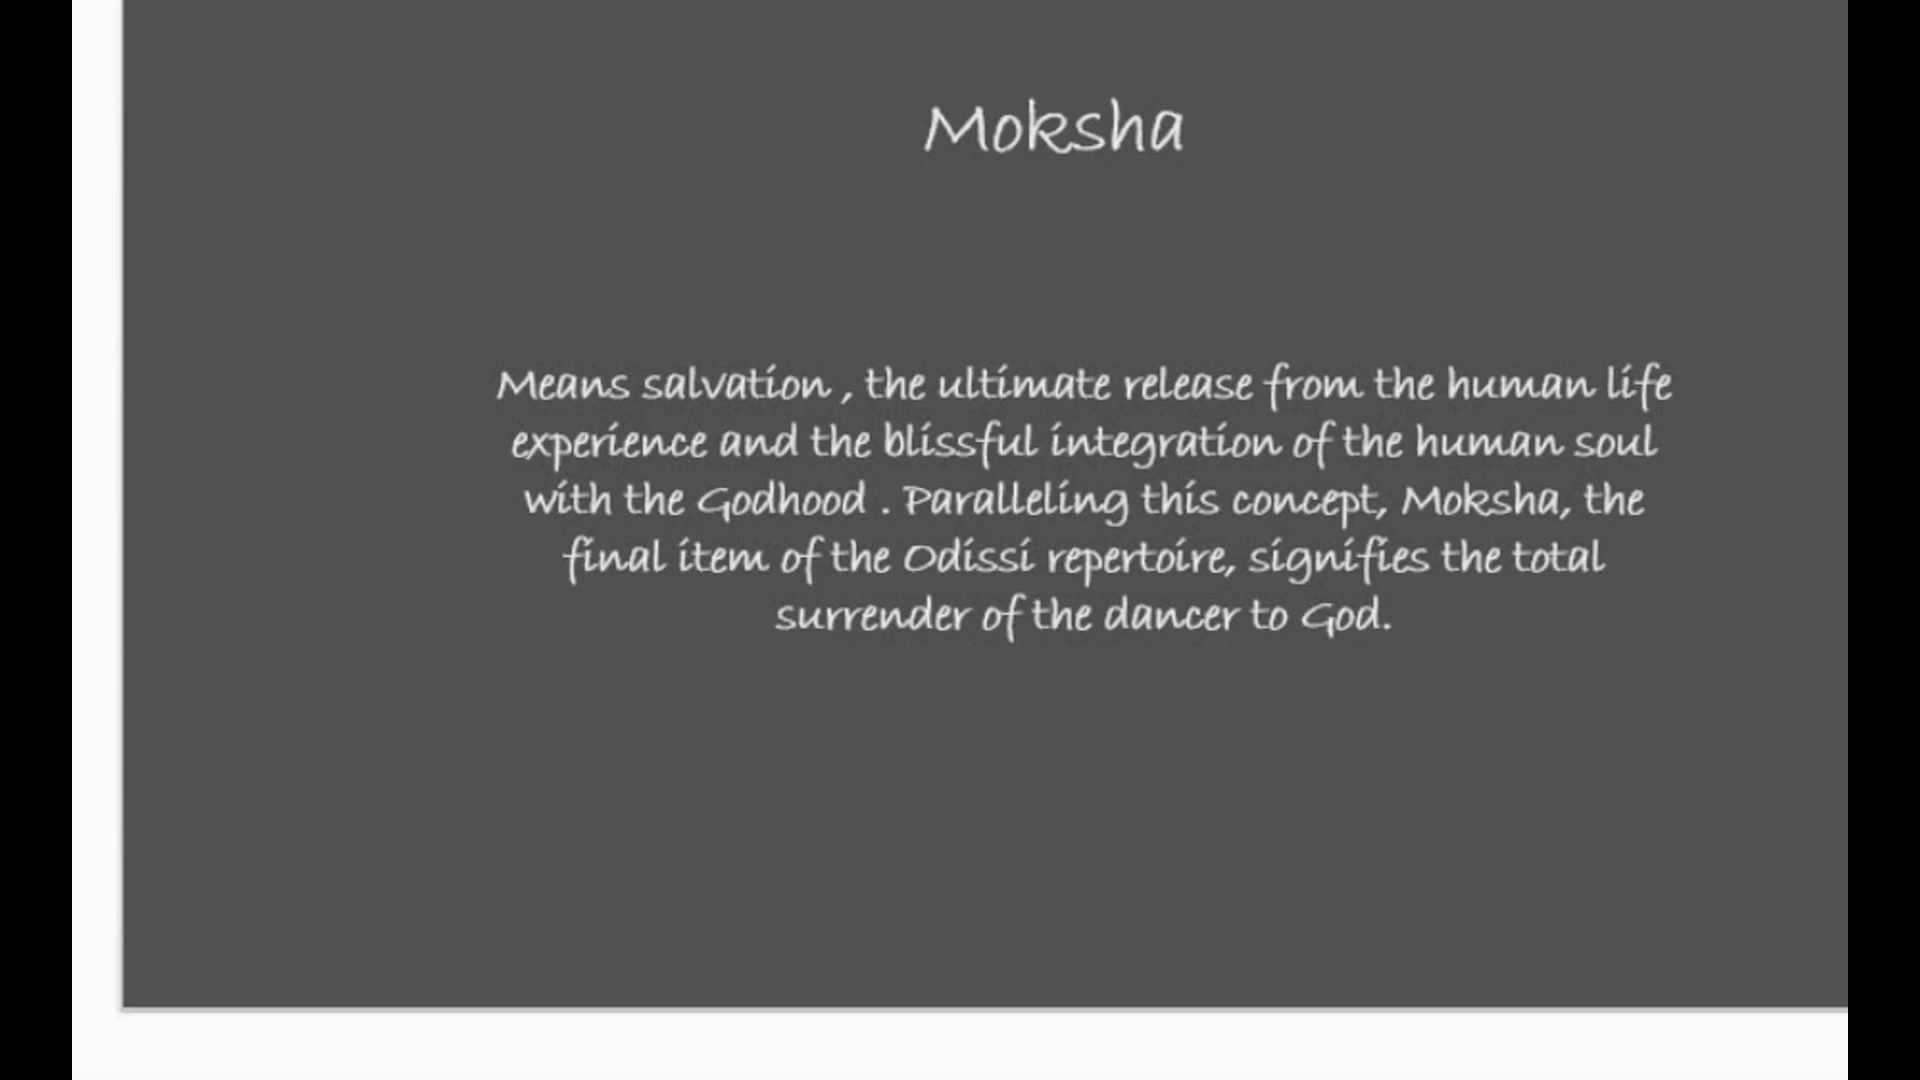 Moksha
Means salvation , the ultimate release from the human life
experience and the blissful integration of the human soul
with the Godhood . Paralleling this concept, Moksha, the
final item of the Odissi repertoire, signifies the total
surrender of the dancer to God.